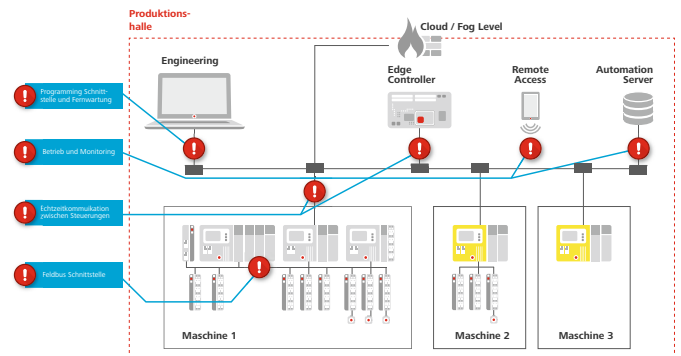 Produktions-
halle
Cloud / Fog Level
Engineering
Edge
Controller
Remote
Access
Automation
Server
Programming Schnitt-
stelle und Fernwartung
Betrieb und Monitoring
Echtzeitkommuikation
zwischen Steuerungen
Feldbus Schnittstelle
Maschine 1
Maschine 2
Maschine 3